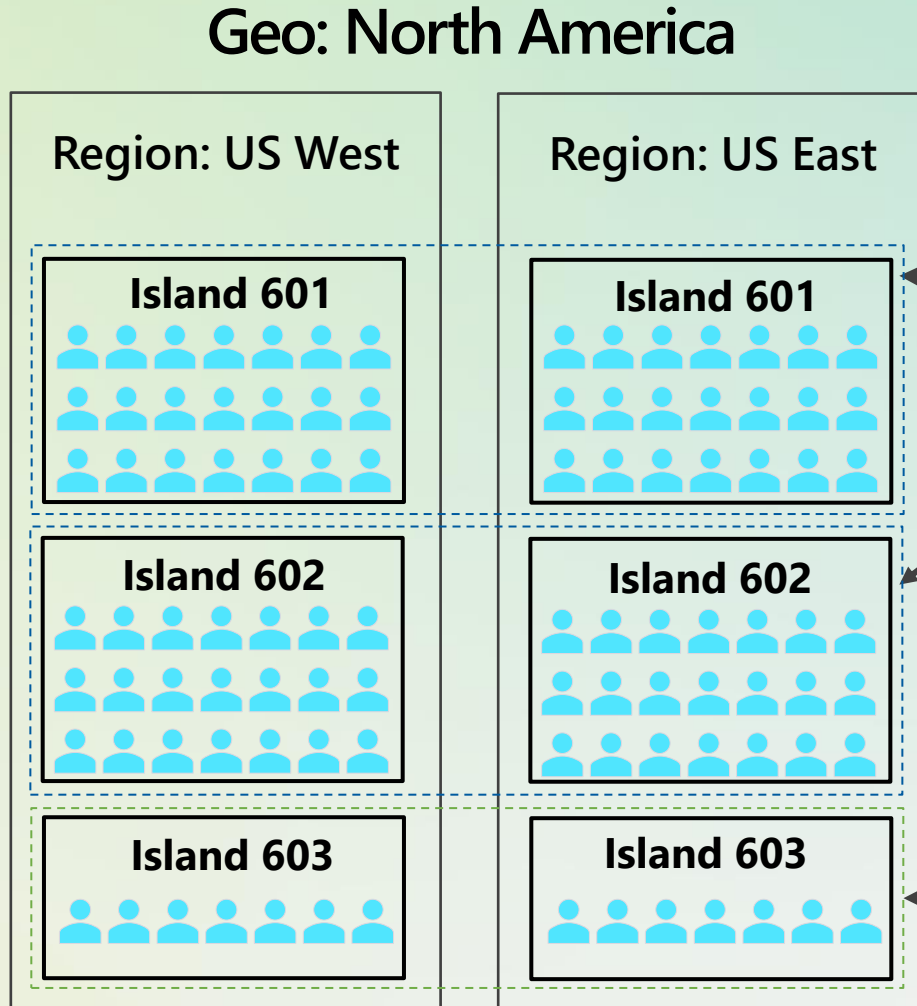 Geo: North America
Region: US West
Region: US East
Island 601
Island 601
Island 602
Island 602
Island 603
Island 603